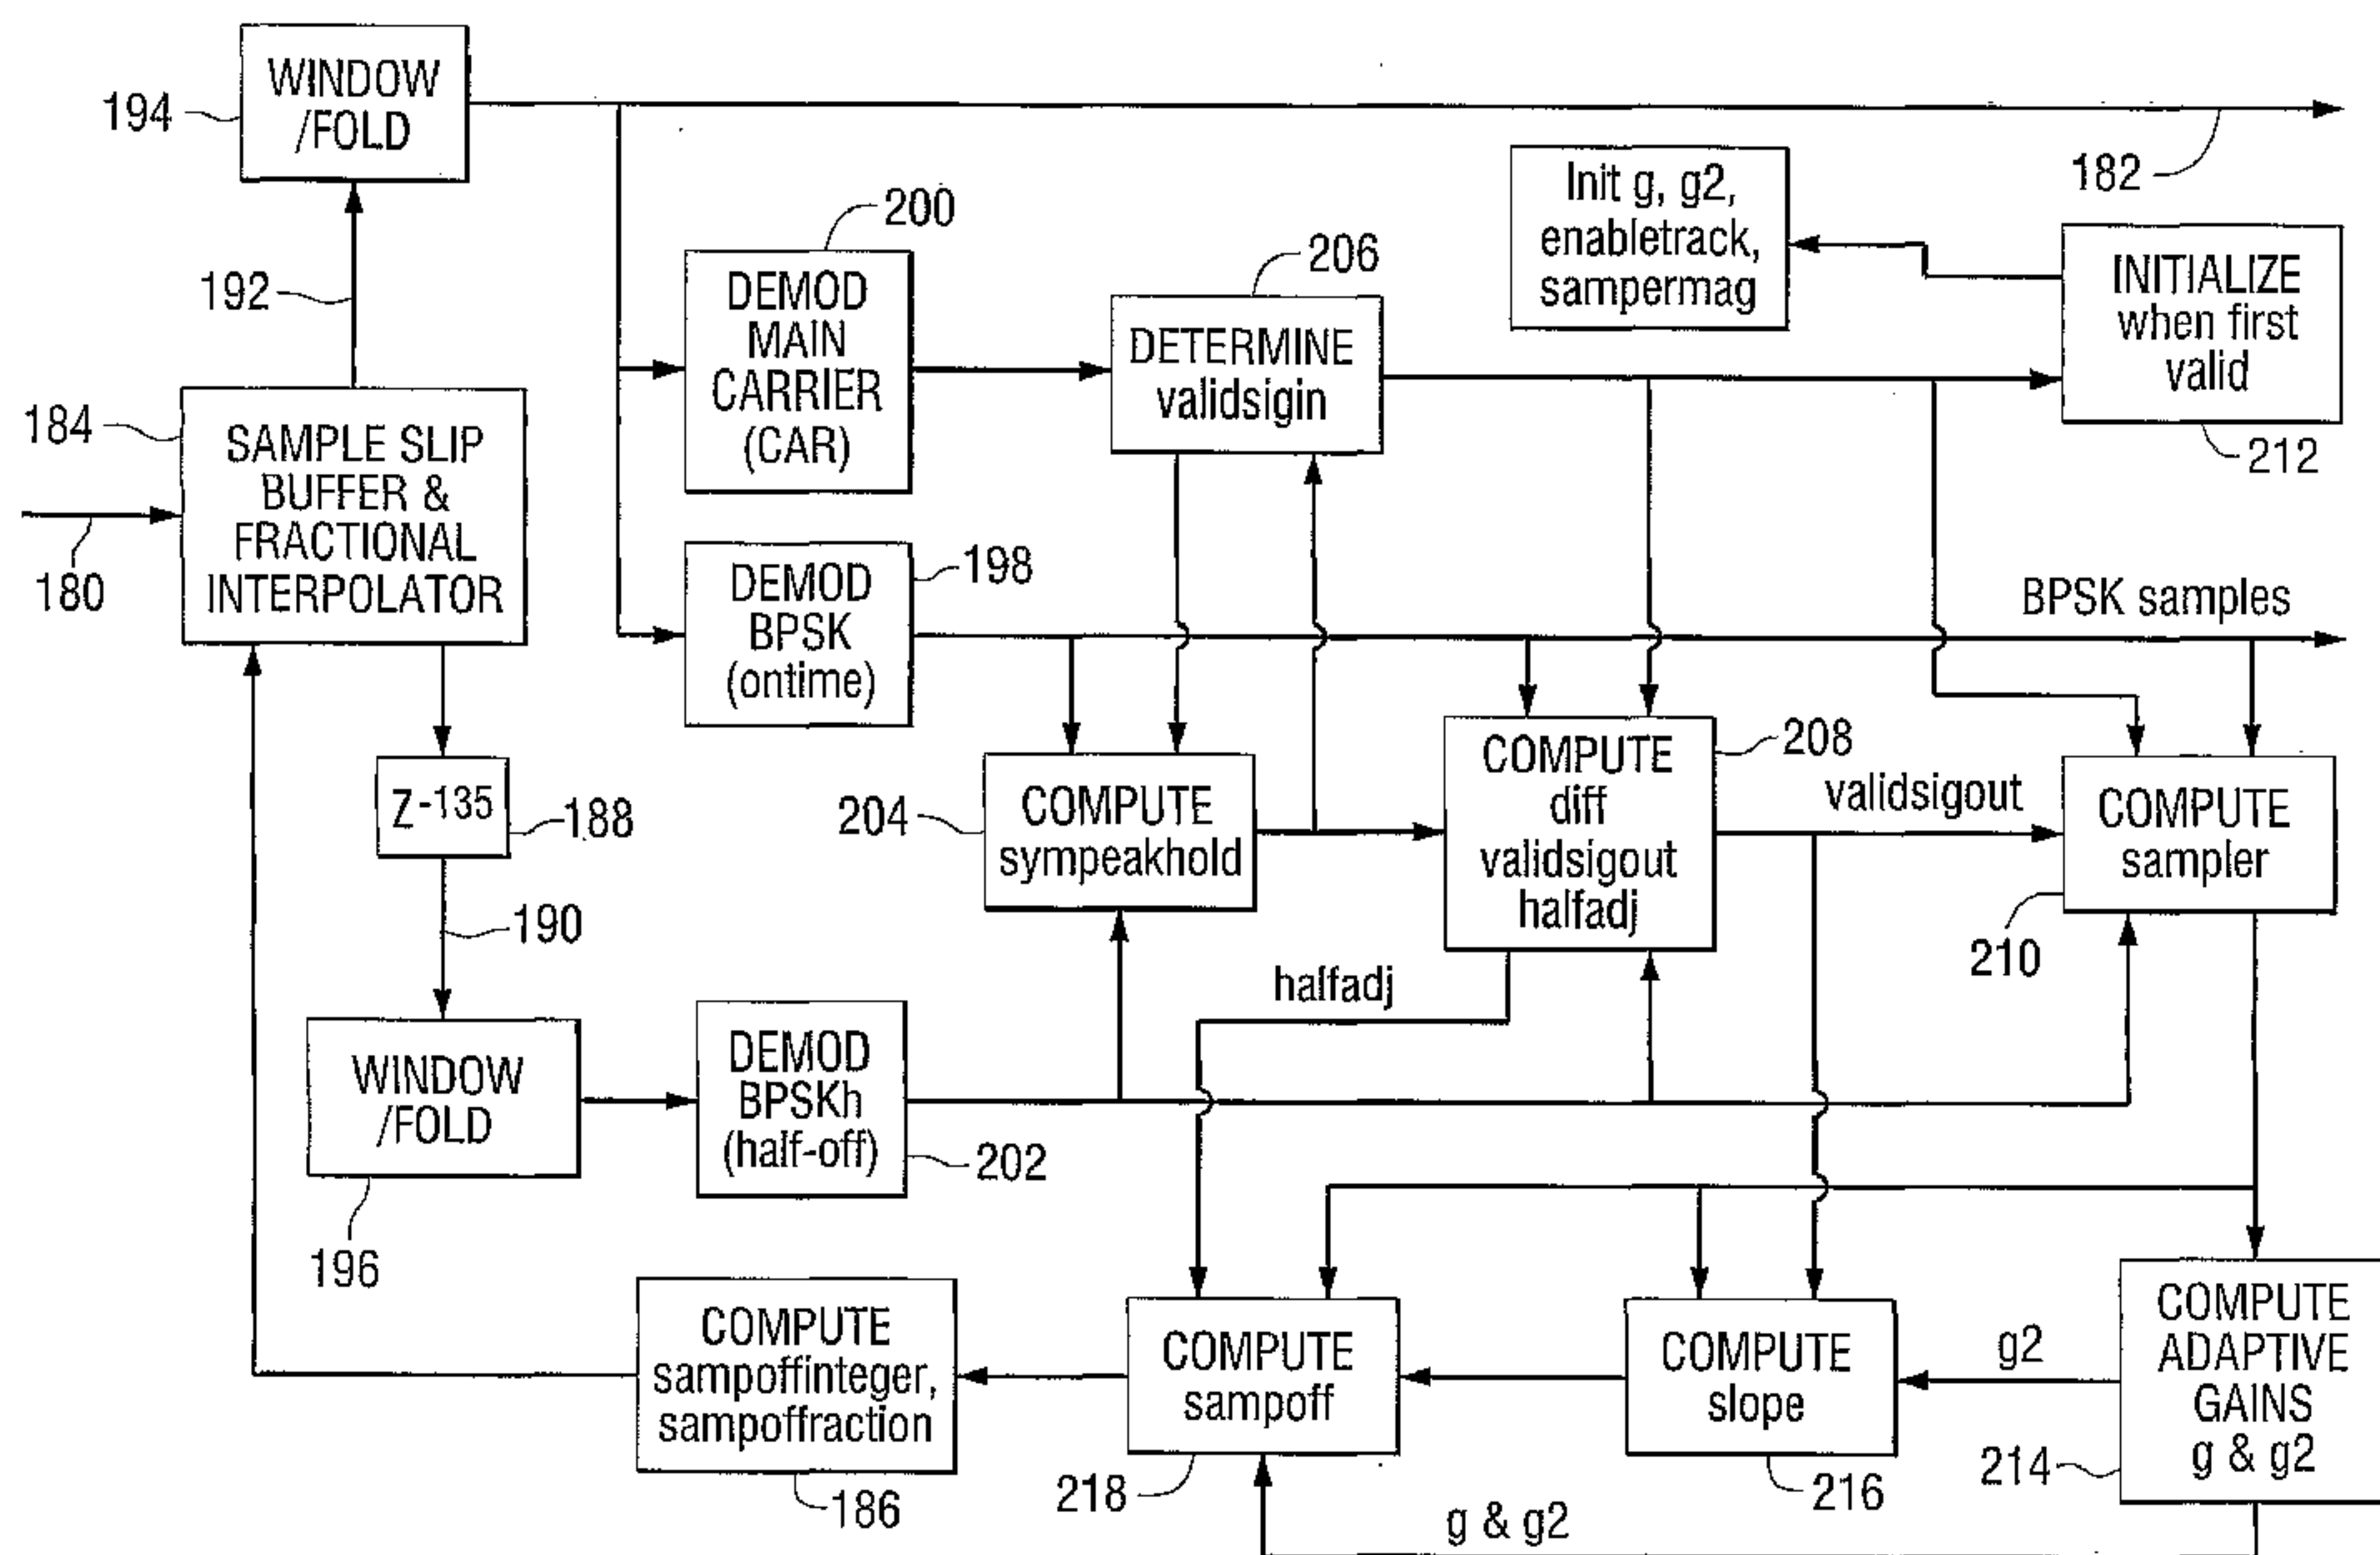 WINDOW
/FOLD
194
182
Init g, g2,
enabletrack,
sampermag
200
206
192
DEMOD
MAIN
CARRIER
(CAR)
DETERMINE
validsigin
INITIALIZE
when first
valid
212
184
SAMPLE SLIP
BUFFER &
FRACTIONAL
INTERPOLATOR
180
DEMOD
BPSK
(ontime)
198
BPSK samples
Z-135
188
204
COMPUTE
sympeakhold
COMPUTE
diff
validsigout
halfadj
208
validsigout
COMPUTE
sampler
210
190
halfadj
WINDOW
/FOLD
196
DEMOD
BPSKh
(half-off)
202
COMPUTE
sampoffinteger,
sampoffraction
186
COMPUTE
sampoff
218
COMPUTE
slope
216
g2
COMPUTE
ADAPTIVE
GAINS
g & g2
214
g & g2